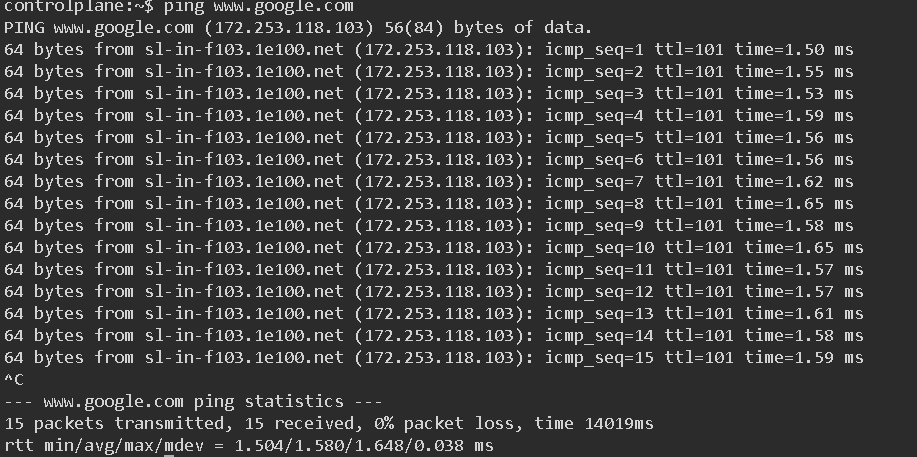 controlplane:~$ ping www.google.com
PING www.google.com (172.253.118.103) 56(84) bytes of data.
64 bytes from sl-in-f103.1e100.net (172.253.118.103): icmp_seq=1 ttl=101 time=1.50 ms
64 bytes from sl-in-f103.1e100.net (172.253.118.103): icmp_seq=2 ttl=101 time=1.55 ms
64 bytes from sl-in-f103.1e100.net (172.253.118.103): icmp_seq=3 ttl=101 time=1.53 ms
64 bytes from sl-in-f103.1e100.net (172.253.118.103): icmp_seq=4 ttl=101 time=1.59 ms
64 bytes from sl-in-f103.1e100.net (172.253.118.103): icmp_seq=5 ttl=101 time=1.56 ms
64 bytes from sl-in-f103.1e100.net (172.253.118.103): icmp_seq=6 ttl=101 time=1.56 ms
64 bytes from sl-in-f103.1e100.net (172.253.118.103): icmp_seq=7 ttl=101 time=1.62 ms
64 bytes from sl-in-f103.1e100.net (172.253.118.103): icmp_seq=8 ttl=101 time=1.65 ms
64 bytes from sl-in-f103.1e100.net (172.253.118.103): icmp_seq=9 ttl=101 time=1.58 ms
64 bytes from sl-in-f103.1e100.net (172.253.118.103): icmp_seq=10 ttl=101 time=1.65 ms
64 bytes from sl-in-f103.1e100.net (172.253.118.103): icmp_seq=11 ttl=101 time=1.57 ms
64 bytes from sl-in-f103.1e100.net (172.253.118.103): icmp_seq=12 ttl=101 time=1.57 ms
64 bytes from sl-in-f103.1e100.net (172.253.118.103): icmp_seq=13 ttl=101 time=1.61 ms
64 bytes from sl-in-f103.1e100.net (172.253.118.103): icmp_seq=14 ttl=101 time=1.58 ms
64 bytes from sl-in-f103.1e100.net (172.253.118.103): icmp_seq=15 ttl=101 time=1.59 ms
^C
--- www.google.com ping statistics ---
15 packets transmitted, 15 received, 0% packet loss, time 14019ms
rtt min/avg/max/mdev = 1.504/1.580/1.648/0.038 ms